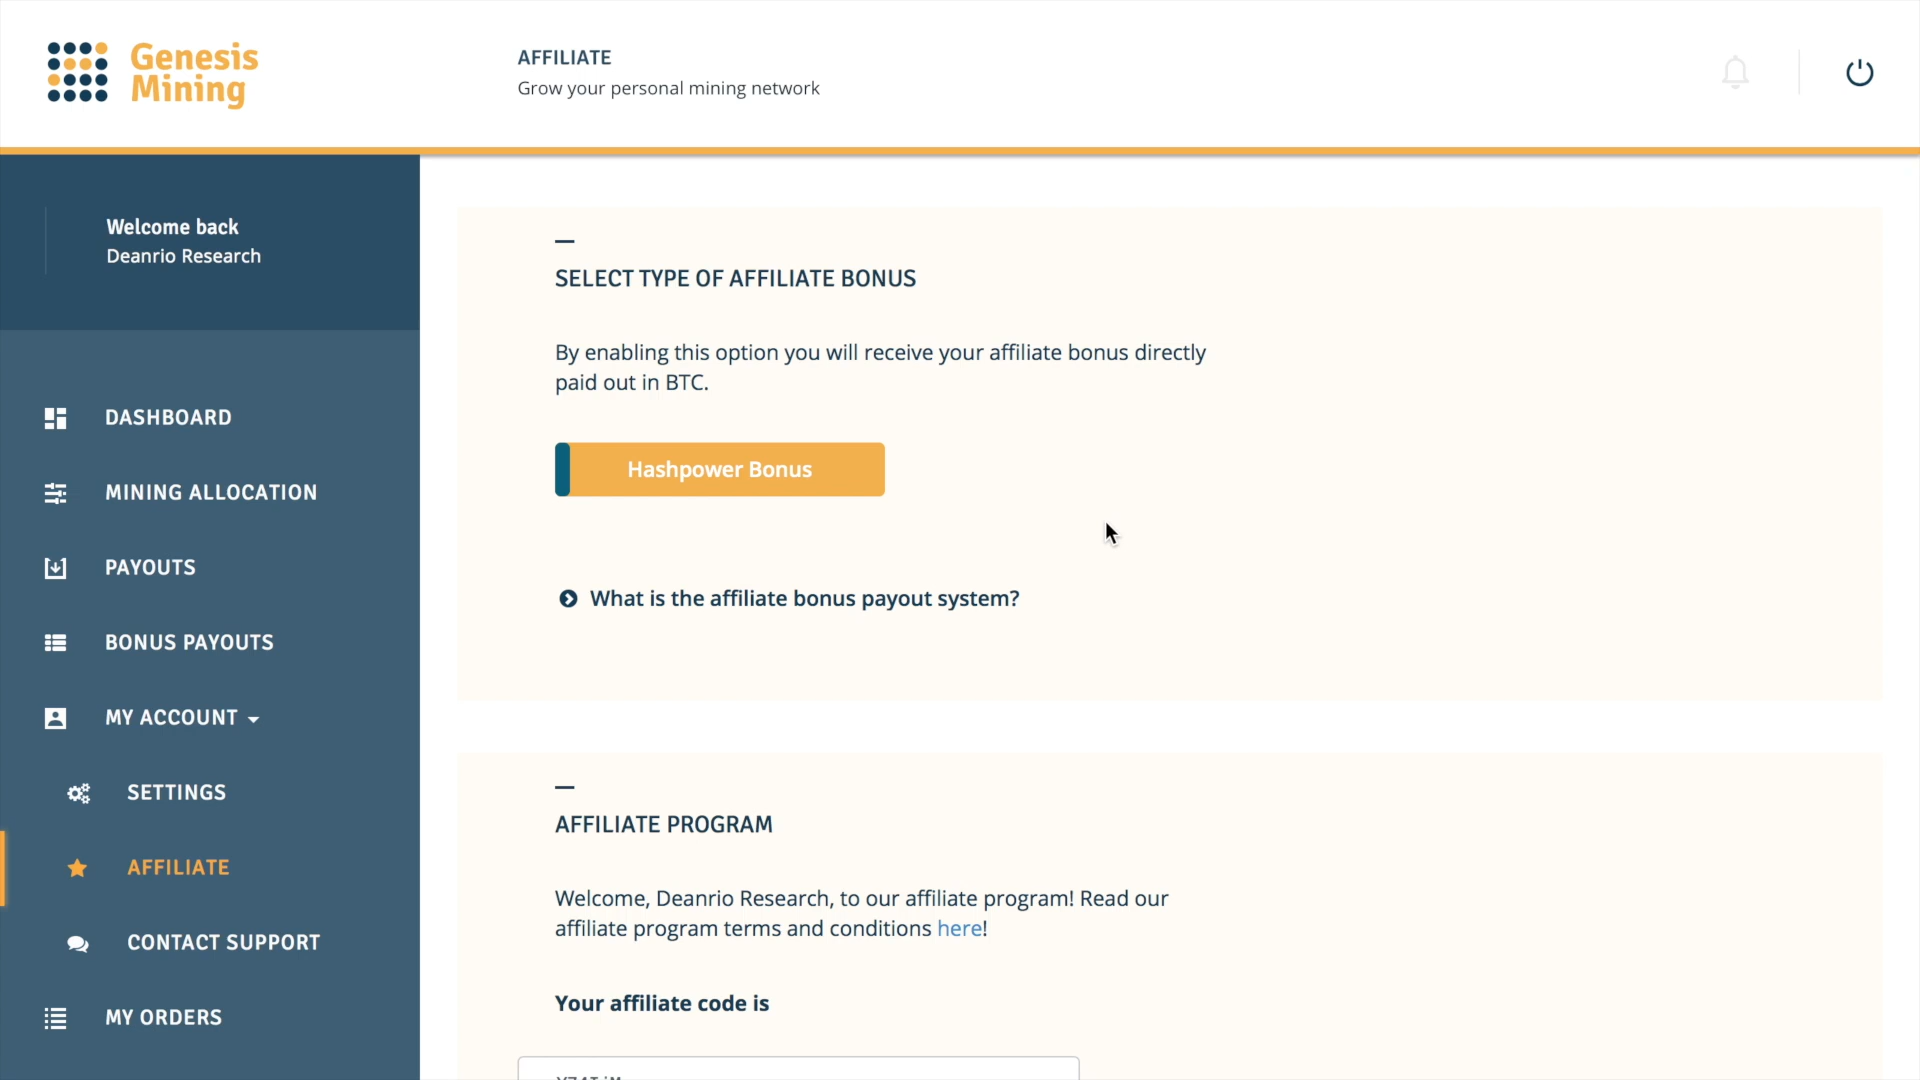 Genesis
Mining
AFFILIATE
Grow your personal mining network
Welcome back
Deanrio Research
DASHBOARD
MINING ALLOCATION
PAYOUTS
BONUS PAYOUTS
MY ACCOUNT
SETTINGS
AFFILIATE
CONTACT SUPPORT
MY ORDERS
SELECT TYPE OF AFFILIATE BONUS
By enabling this option you will receive your affiliate bonus directly
paid out in BTC.
Hashpower Bonus
What is the affiliate bonus payout system?
AFFILIATE PROGRAM
Welcome, Deanrio Research, to our affiliate program! Read our
affiliate program terms and conditions here!
Your affiliate code is